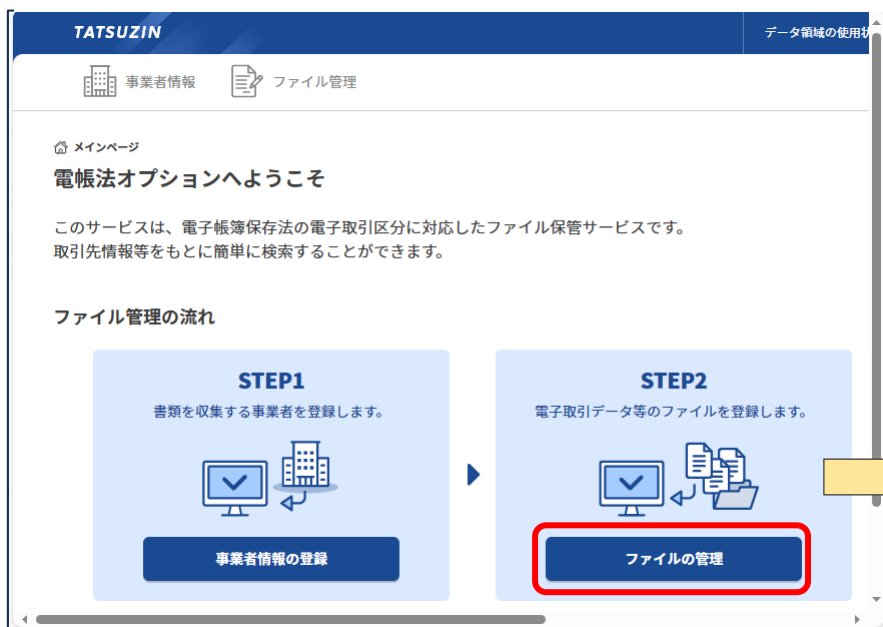 TATSUZIN
データ領域の使用
事業者情報
ファイル管理
メインページ
電帳法オプションへようこそ
このサービスは、電子帳簿保存法の電子取引区分に対応したファイル保管サービスです。
取引先情報等をもとに簡単に検索することができます。
ファイル管理の流れ
STEP1
書類を収集する事業者を登録します。
事業者情報の登録
STEP2
電子取引データ等のファイルを登録します。
ファイルの管理